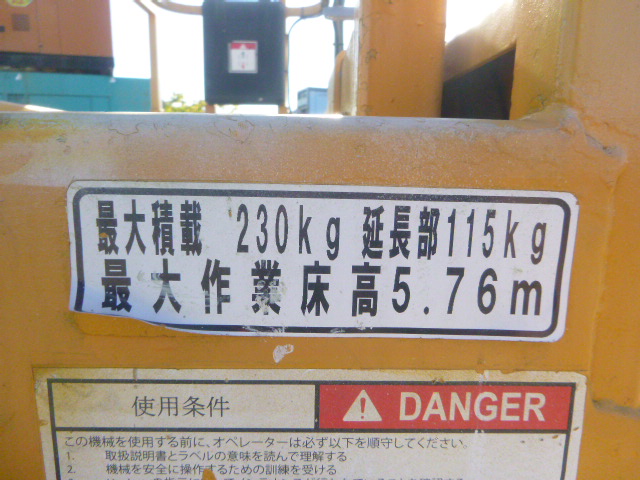 最大積載 230kg 延長部115kg
最大作業床高5.76m
使用条件
DANGER
この機械を使用する前に、オペレーターは必ず以下を順守してください。
1. 取扱説明書とラベルの意味を読んで理解する
2. 機械を安全に操作するための訓練を受ける